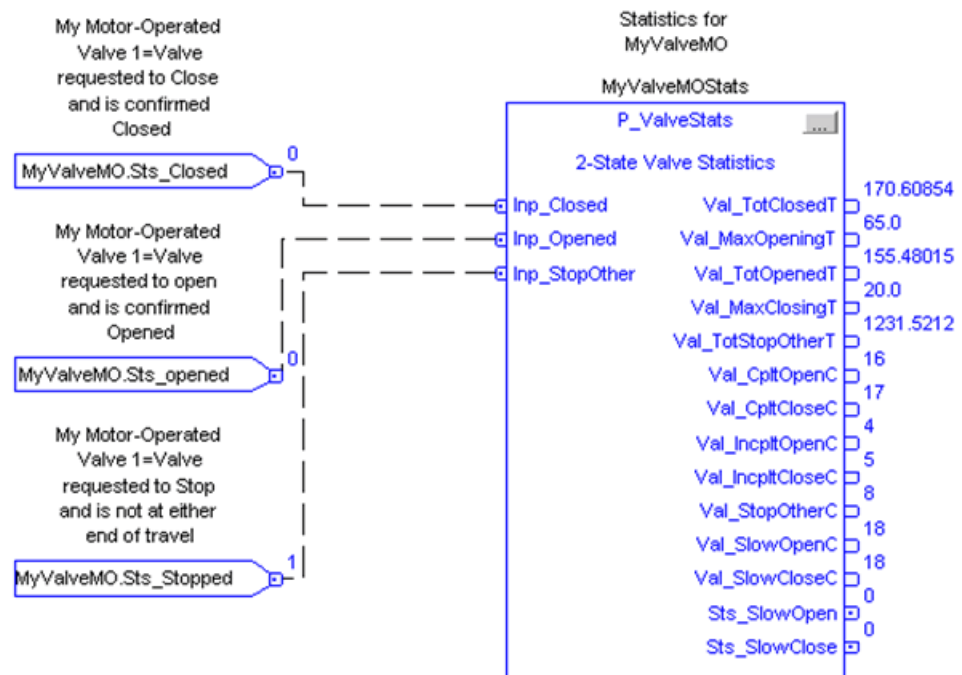 My Motor-Operated
Valve 1=Valve
requested to Close
and is confirmed
Closed
0
MyValveMO.Sts_Closed
My Motor-Operated
Valve 1=Valve
requested to open
and is confirmed
Opened
0
MyValveMO.Sts_opened
My Motor-Operated
Valve 1=Valve
requested to Stop
and is not at either
end of travel
1
MyValveMO.Sts_Stopped
Statistics for
MyValveMO
MyValveMOStats
P_ValveStats
...
2-State Valve Statistics
Inp_Closed
Inp_Opened
Inp_StopOther
170.60854
Val_TotClosedT
65.0
Val_MaxOpeningT
155.48015
Val_TotOpenedT
20.0
Val_MaxClosingT
1231.5212
Val_TotStopOtherT
16
Val_CpltOpenC
17
Val_CpltCloseC
4
Val_IncpltOpenC
5
Val_IncpltCloseC
8
Val_StopOtherC
18
Val_SlowOpenC
18
Val_SlowCloseC
0
Sts_SlowOpen
0
Sts_SlowClose